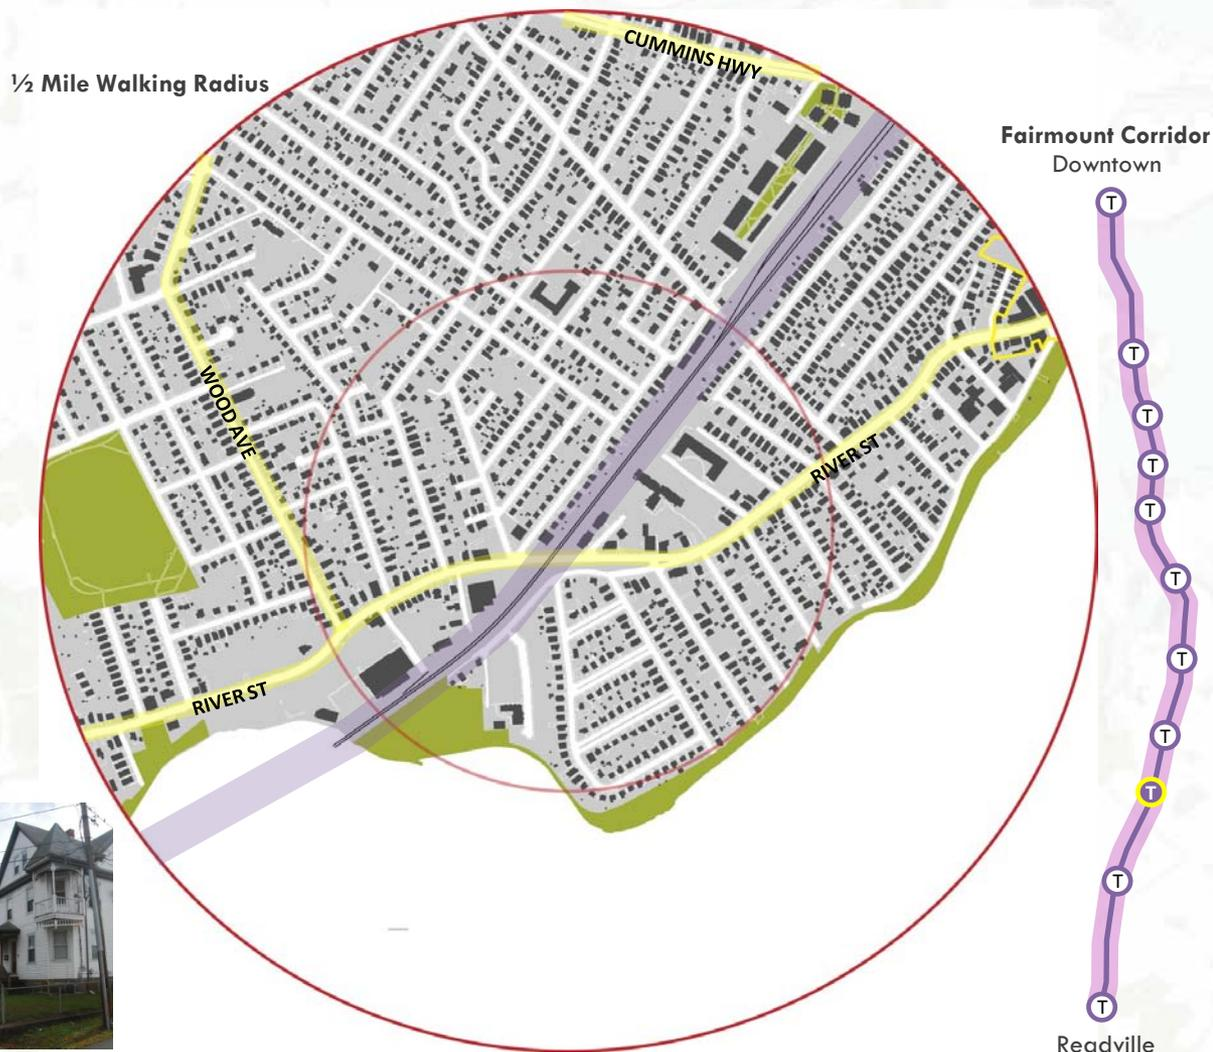 ½ Mile Walking Radius
CUMMINS HWY
Fairmount Corridor
Downtown
T
T
T
T
T
WOOD AVE
RIVER ST
T
T
RIVER ST
T
T
T
T
Readville